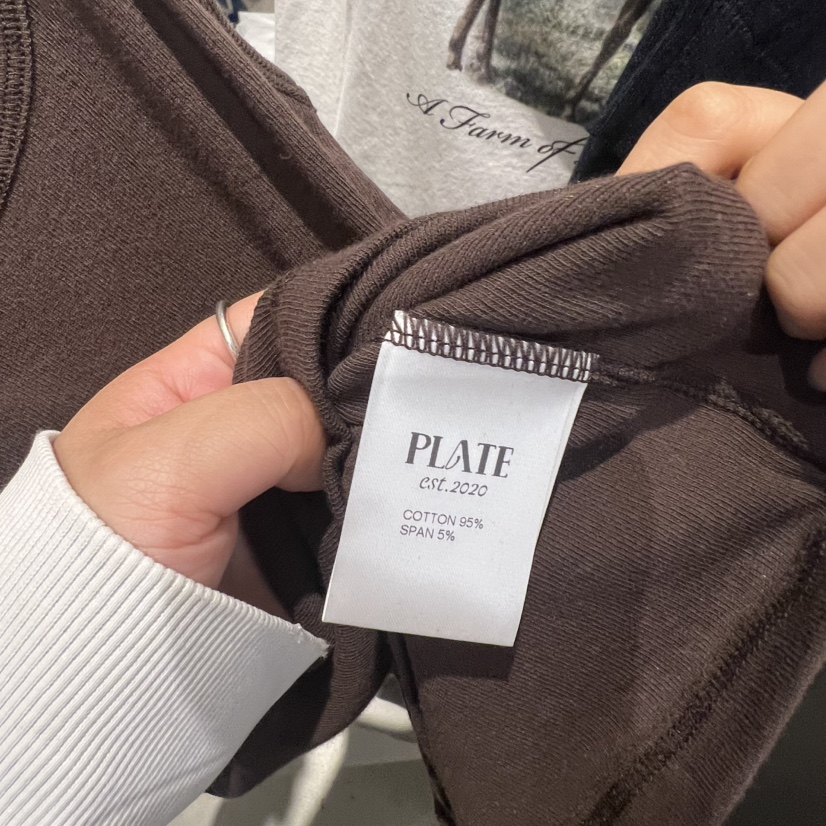 A Farm of
PLATE
est.2020
COTTON 95%
SPAN 5%